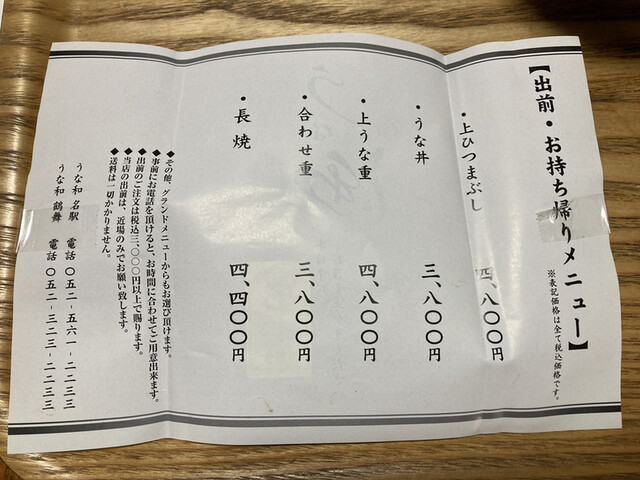 【出前・お持ち帰りメニュー】
※表記価格は全て税込価格です。
・上ひつまぶし 四、八〇〇円
・うな丼 三、八〇〇円
・上うな重 四、八〇〇円
・合わせ重 三、八〇〇円
・長焼 四、四〇〇円
◆その他、グランドメニューからもお選び頂けます。
◆事前にお電話を頂けると、お時間に合わせてご用意出来ます。
◆出前のご注文は税込三、〇〇〇円以上で賜ります。
◆当店の出前は、近場のみでお願い致します。
◆送料は一切かかりません。
うな和 名駅 電話 〇五二-五六一-二二三三
うな和 鶴舞 電話 〇五二-三二三-二二三三